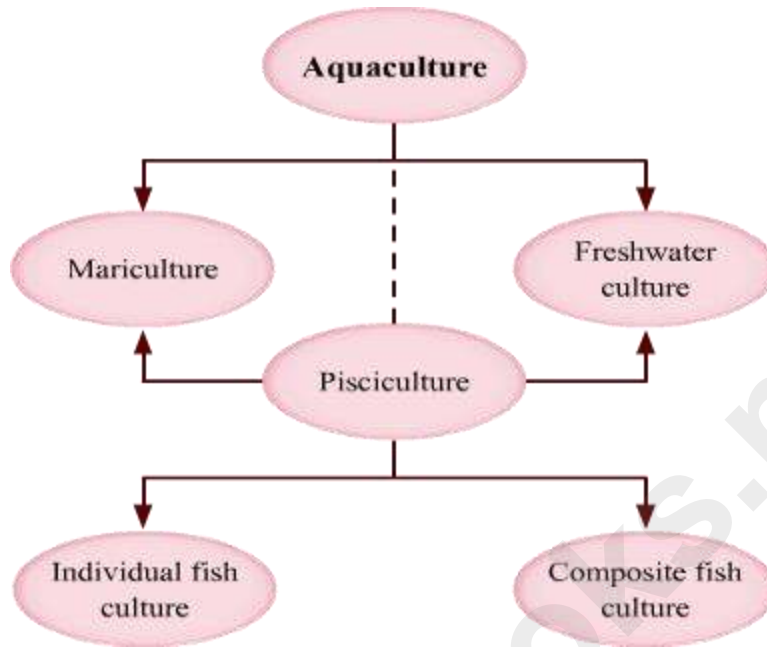 Aquaculture
Mariculture
Freshwater
culture
Pisciculture
Individual fish
culture
Composite fish
culture